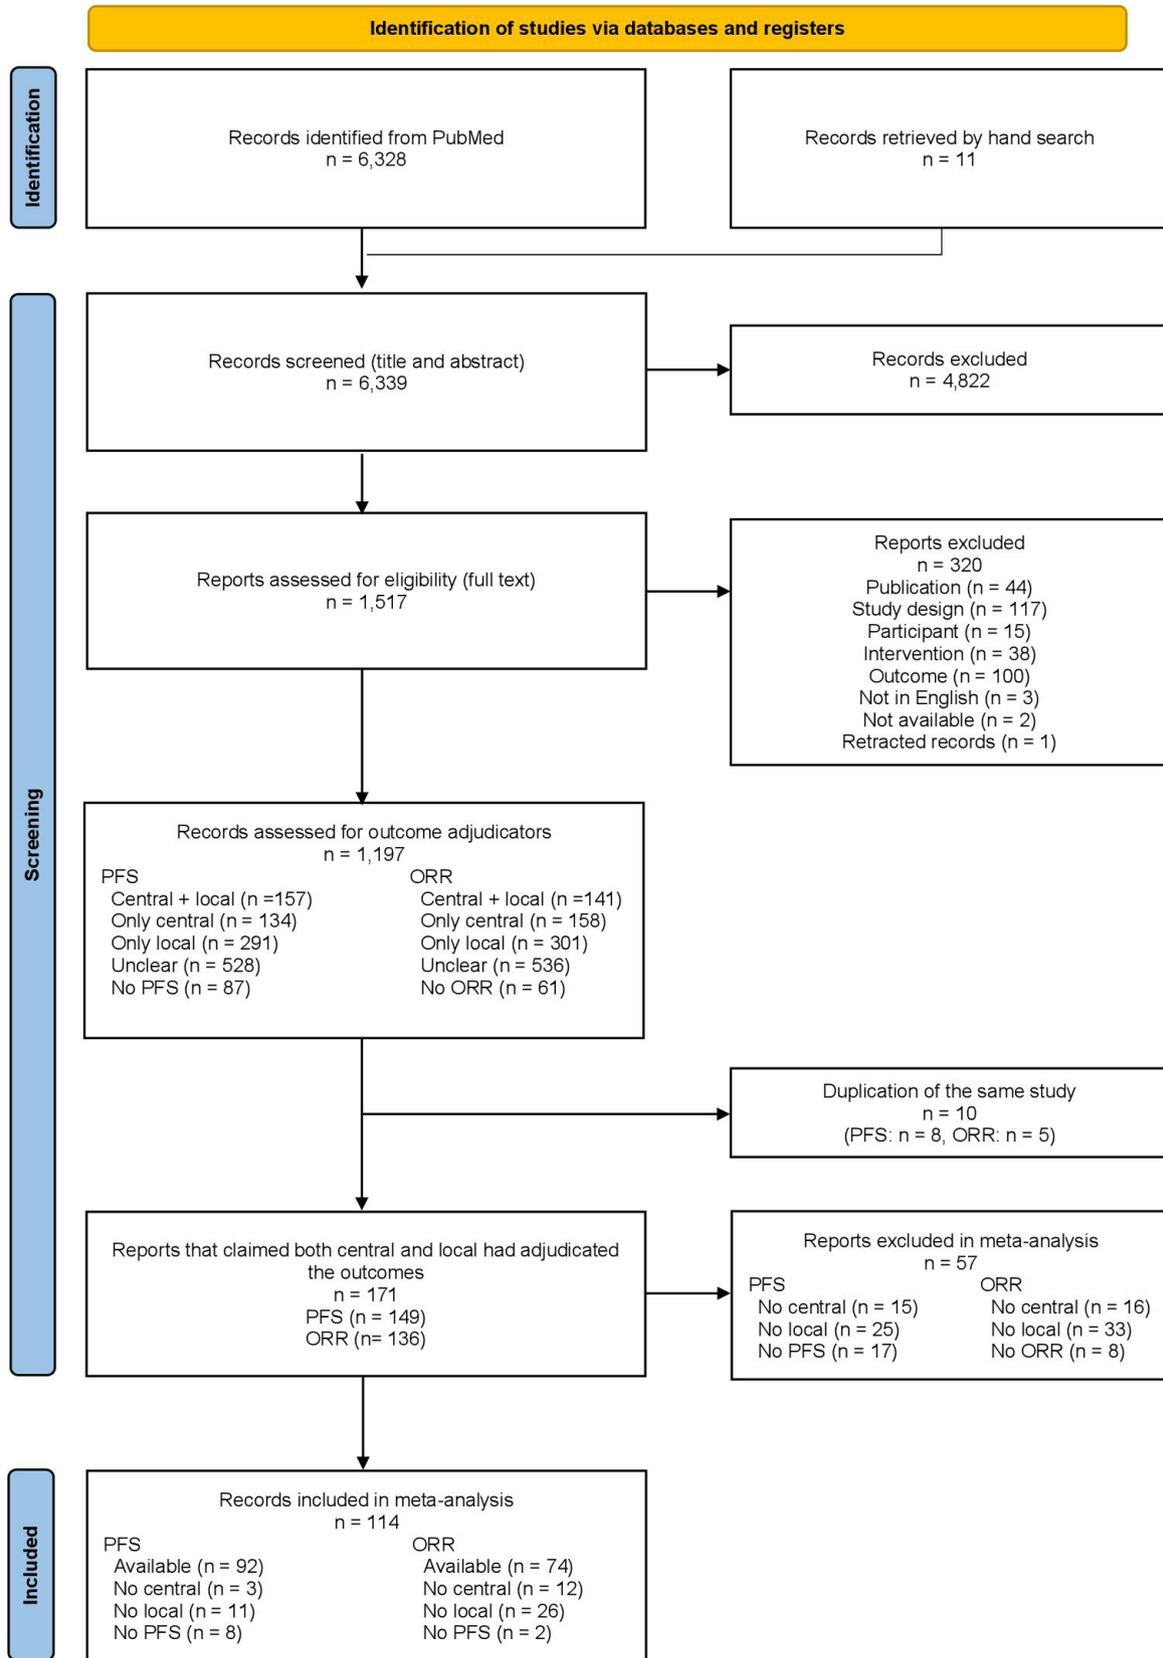 Identification of studies via databases and registers
Identification
Records identified from PubMed
n = 6,328
Records retrieved by hand search
n = 11
Screening
Records screened (title and abstract)
n = 6,339
Records excluded
n = 4,822
Reports assessed for eligibility (full text)
n = 1,517
Reports excluded
n = 320
Publication (n = 44)
Study design (n = 117)
Participant (n = 15)
Intervention (n = 38)
Outcome (n = 100)
Not in English (n = 3)
Not available (n = 2)
Retracted records (n = 1)
Records assessed for outcome adjudicators
n = 1,197
PFS
Central + local (n =157)
Only central (n = 134)
Only local (n = 291)
Unclear (n = 528)
No PFS (n = 87)
ORR
Central + local (n =141)
Only central (n = 158)
Only local (n = 301)
Unclear (n = 536)
No ORR (n = 61)
Duplication of the same study
n = 10
(PFS: n = 8, ORR: n = 5)
Reports that claimed both central and local had adjudicated
the outcomes
n = 171
PFS (n = 149)
ORR (n= 136)
Reports excluded in meta-analysis
n = 57
PFS
No central (n = 15)
No local (n = 25)
No PFS (n = 17)
ORR
No central (n = 16)
No local (n = 33)
No ORR (n = 8)
Included
Records included in meta-analysis
n = 114
PFS
Available (n = 92)
No central (n = 3)
No local (n = 11)
No PFS (n = 8)
ORR
Available (n = 74)
No central (n = 12)
No local (n = 26)
No PFS (n = 2)